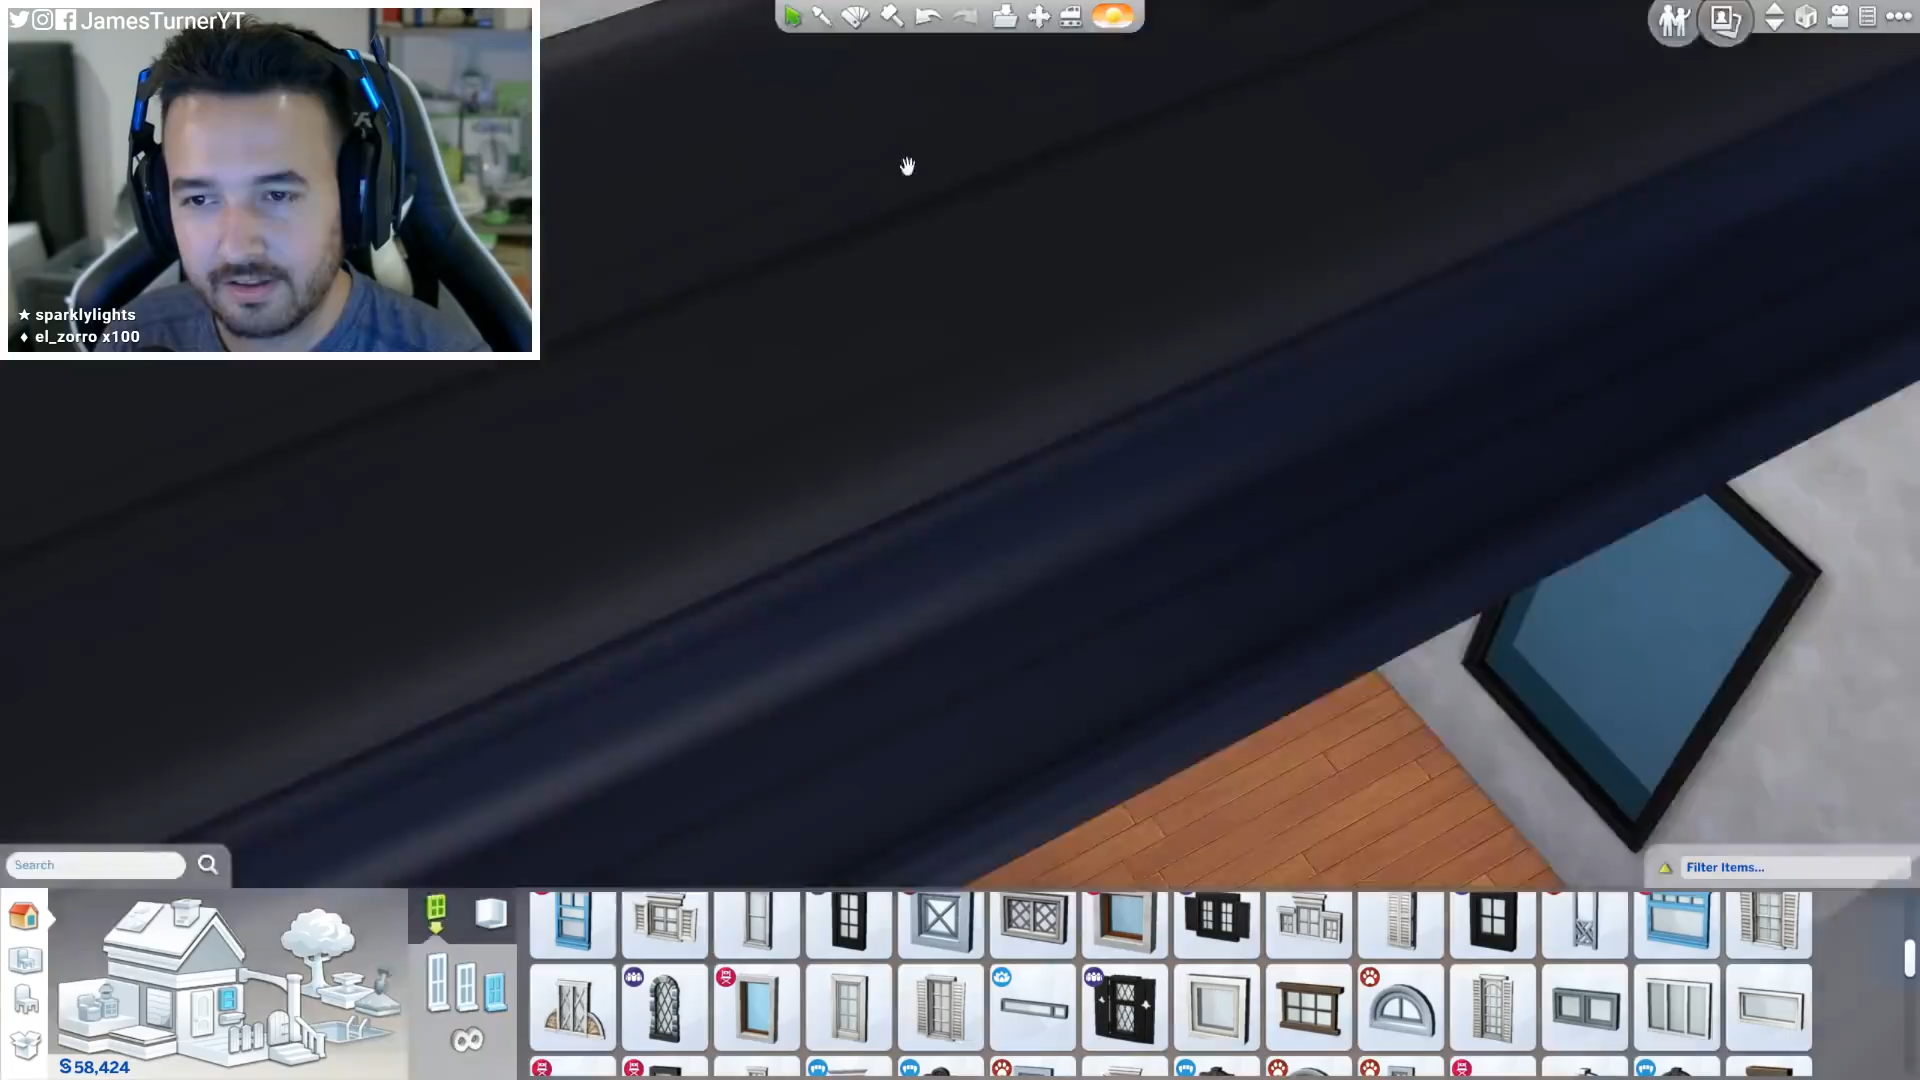 JamesTurnerYT
sparklylights
el_zorro x100
Search
Filter Items...
58,424